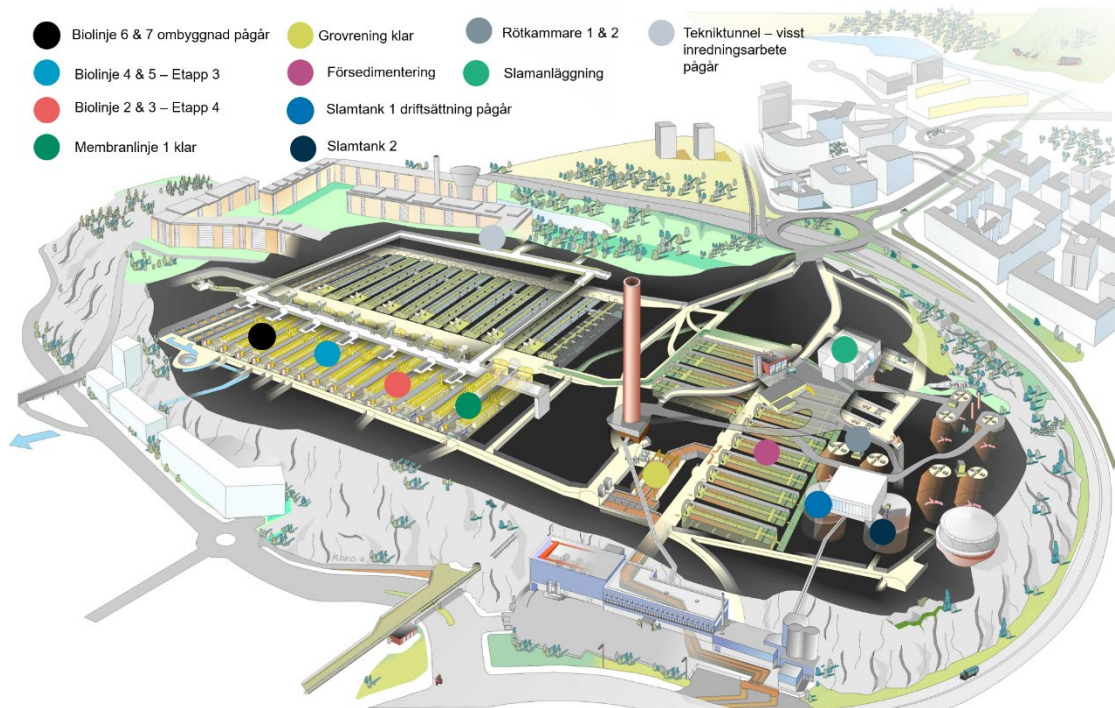 Biolinje 6 & 7 ombyggnad pågår
Biolinje 4 & 5 – Etapp 3
Biolinje 2 & 3 – Etapp 4
Membranlinje 1 klar
Grovrening klar
Försedimentering
Slamtank 1 driftsättning pågår
Slamtank 2
Rötkammare 1 & 2
Slamanläggning
Tekniktunnel – visst
inredningsarbete
pågår